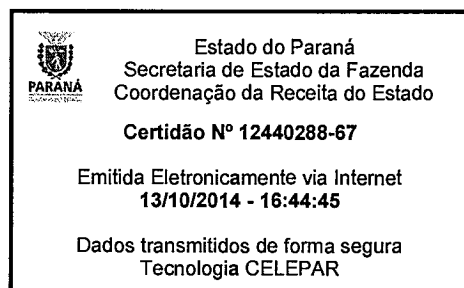 Estado do Paraná
Secretaria de Estado da Fazenda
PARANÁ
Coordenação da Receita do Estado
Certidão Nº 12440288-67
Emitida Eletronicamente via Internet
13/10/2014 - 16:44:45
Dados transmitidos de forma segura
Tecnologia CELEPAR